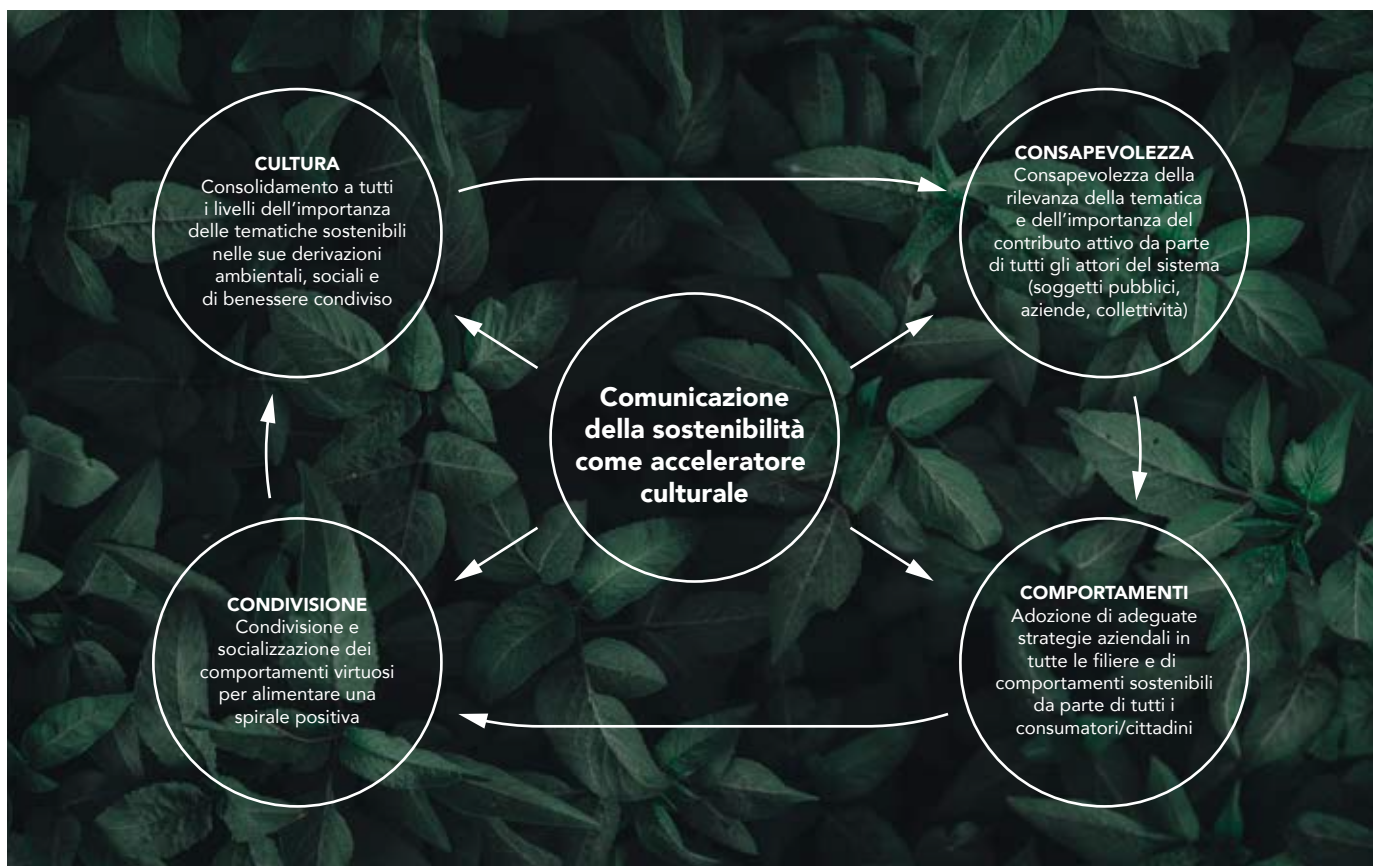 CULTURA
Consolidamento a tutti
i livelli dell’importanza
delle tematiche sostenibili
nelle sue derivazioni
ambientali, sociali e
di benessere condiviso
CONSAPEVOLEZZA
Consapevolezza della
rilevanza della tematica
e dell’importanza del
contributo attivo da parte
di tutti gli attori del sistema
(soggetti pubblici,
aziende, collettività)
Comunicazione
della sostenibilità
come acceleratore
culturale
CONDIVISIONE
Condivisione e
socializzazione dei
comportamenti virtuosi
per alimentare una
spirale positiva
COMPORTAMENTI
Adozione di adeguate
strategie aziendali in
tutte le filiere e di
comportamenti sostenibili
da parte di tutti i
consumatori/cittadini